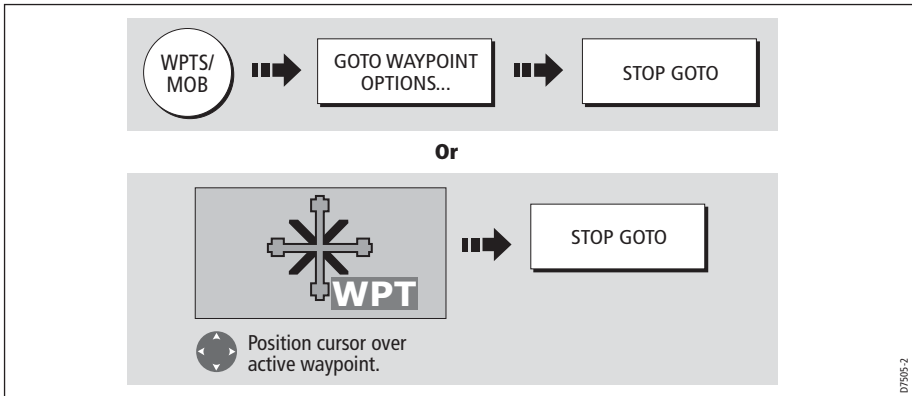 WPTS/
MOB
GOTO WAYPOINT
OPTIONS...
STOP GOTO
Or
WPT
STOP GOTO
Position cursor over
active waypoint.
D7505-2